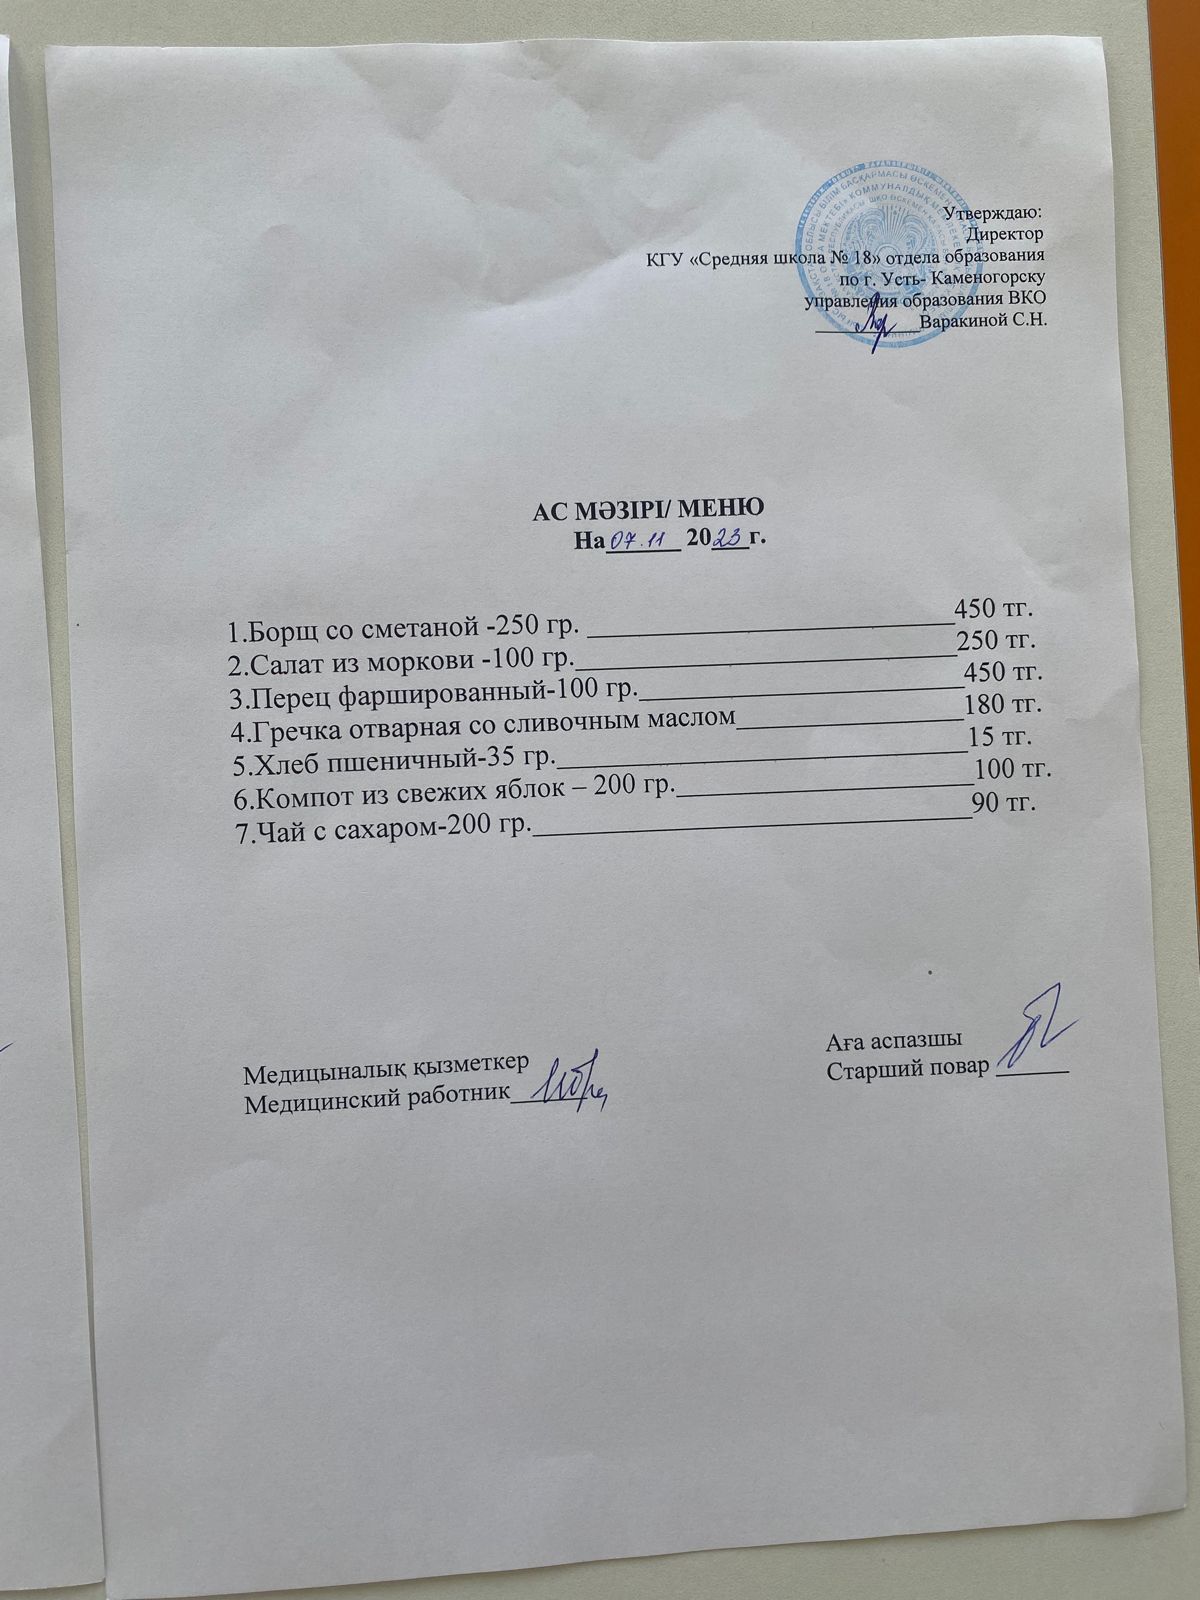 Утверждаю:
Директор
КГУ «Средняя школа № 18» отдела образования
по г. Усть- Каменогорску
управления образования ВКО
Варакиной С.Н.
АС МӘЗІРІ/ МЕНЮ
На 07.11 2023г.
1.Борщ со сметаной -250 гр. 450 тг.
2.Салат из моркови -100 гр. 250 тг.
3.Перец фаршированный-100 гр. 450 тг.
4.Гречка отварная со сливочным маслом 180 тг.
5.Хлеб пшеничный-35 гр. 15 тг.
6.Компот из свежих яблок – 200 гр. 100 тг.
7.Чай с сахаром-200 гр. 90 тг.
Медицыналық қызметкер
Медицинский работник
Аға аспазшы
Старший повар